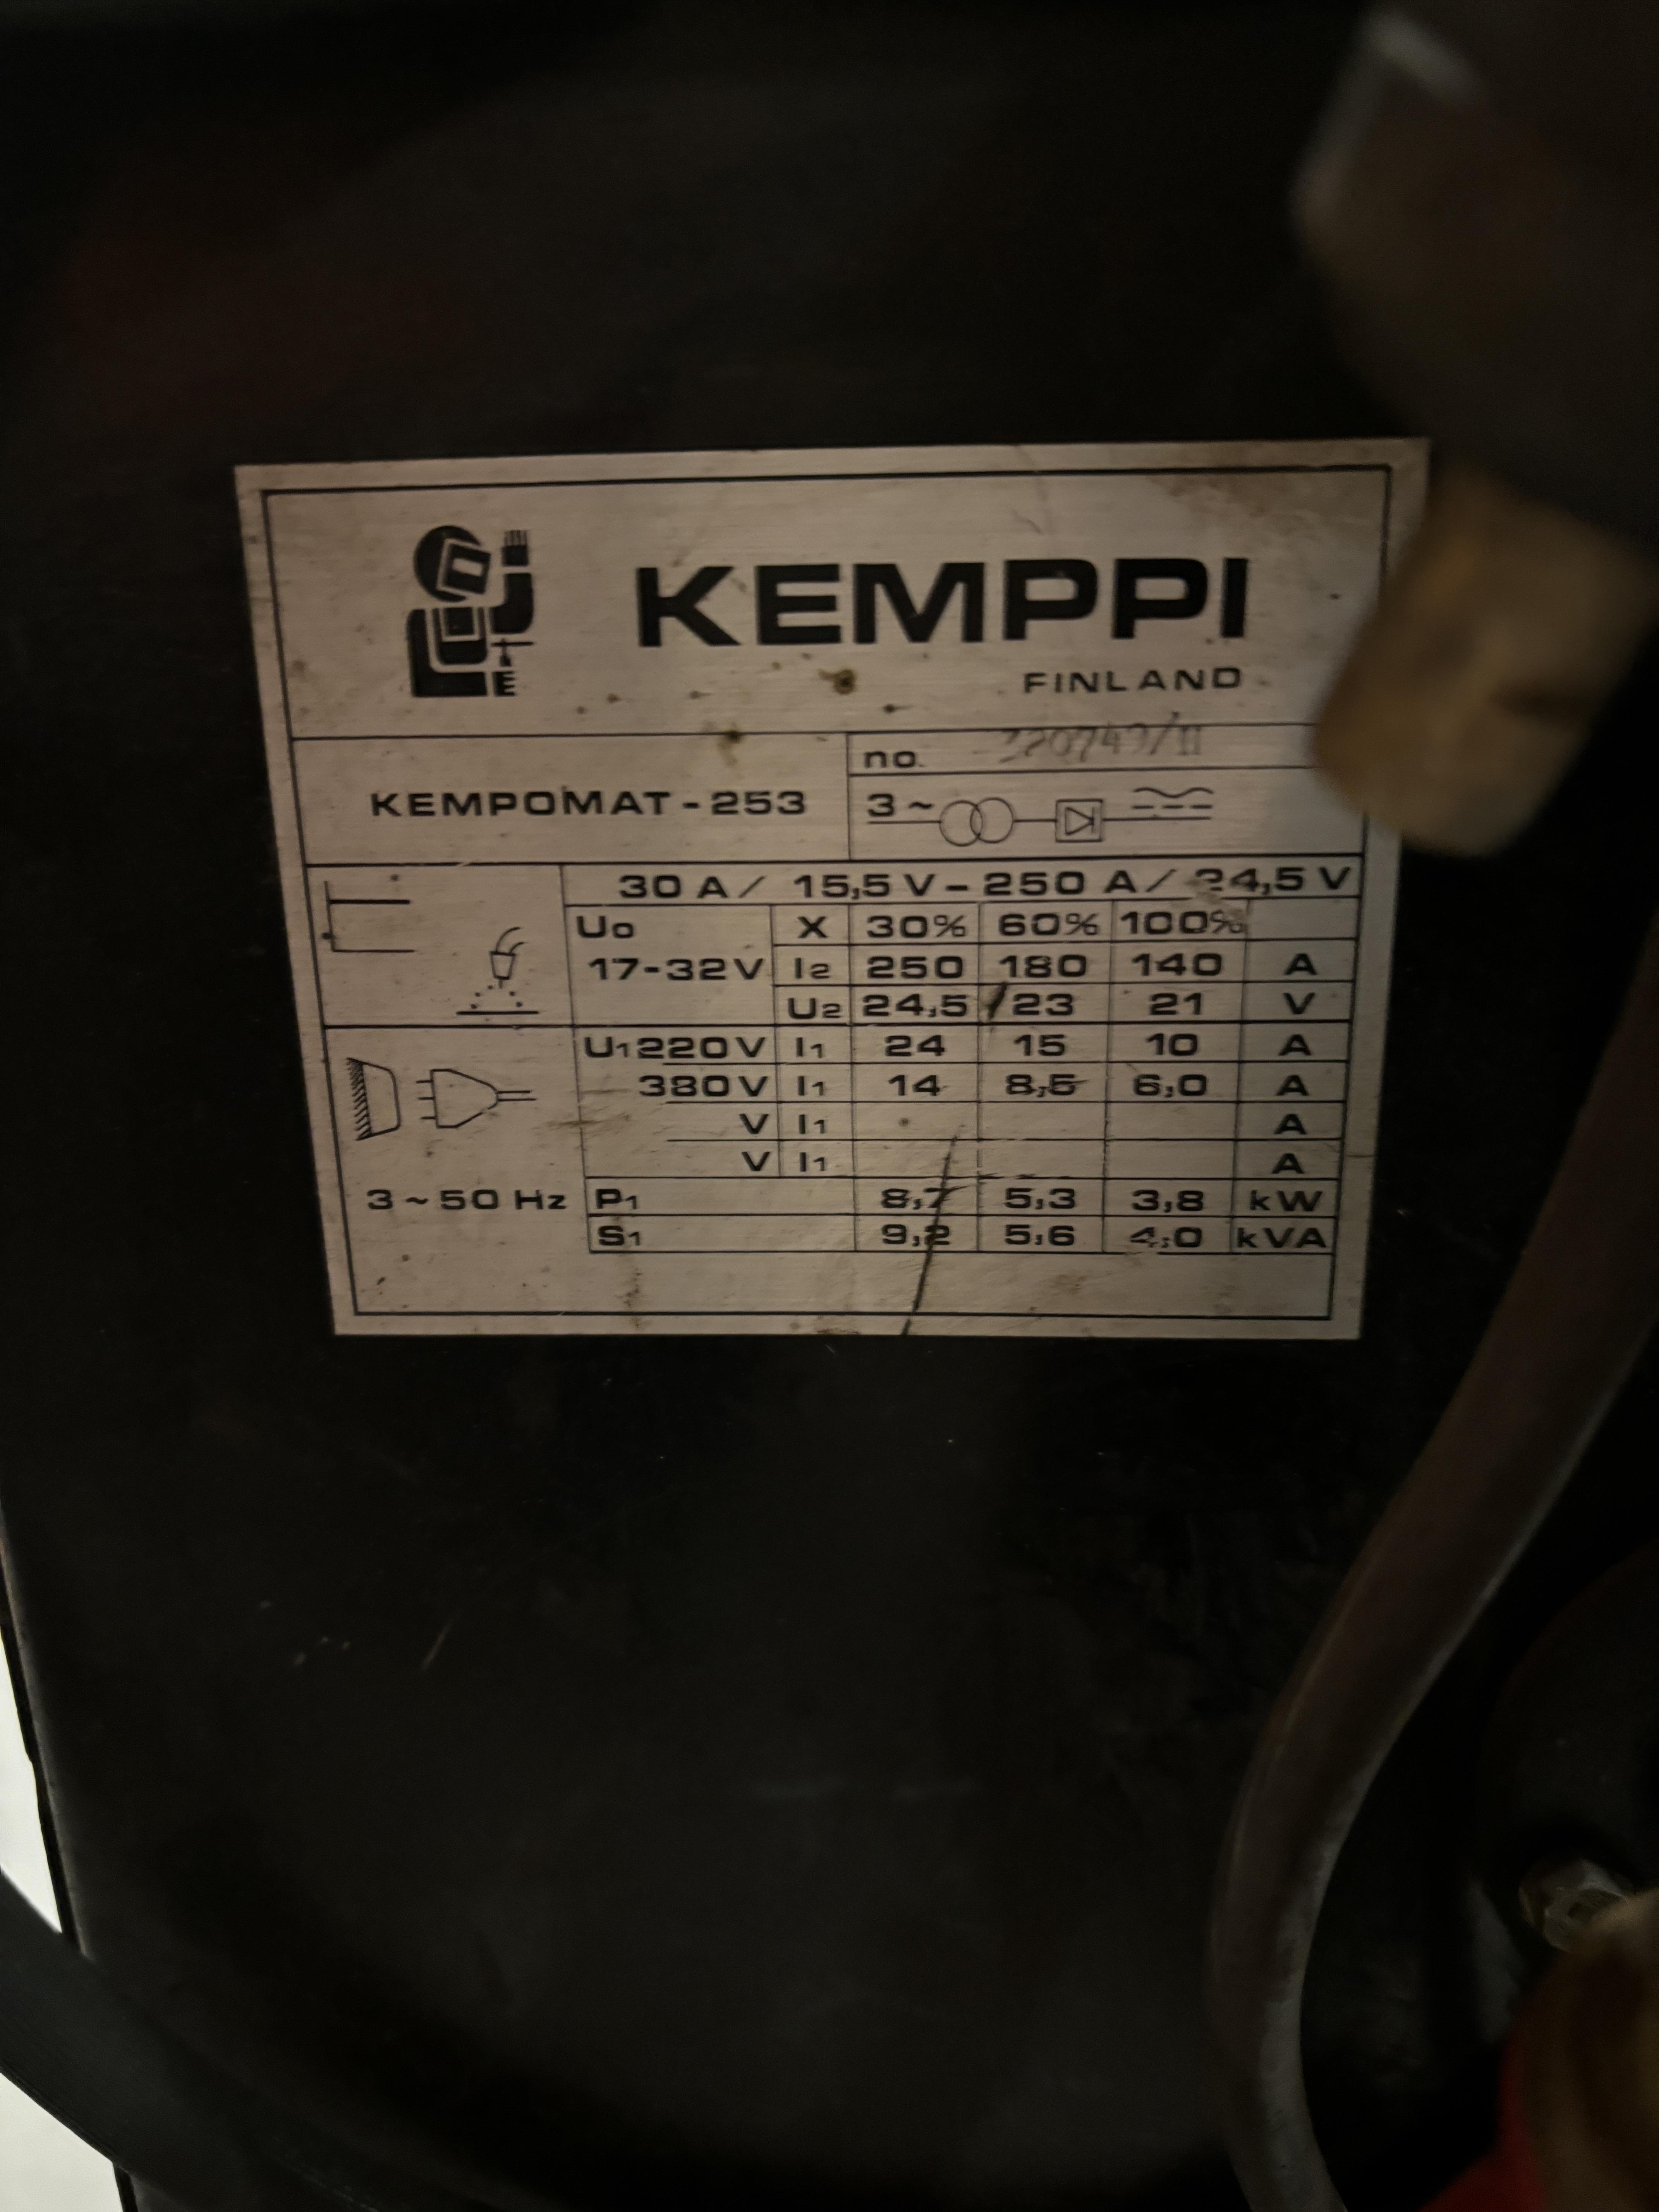 E
KEMPPI
FINLAND
no.
KEMPOMAT-253
3~
30 A/ 15,5 V-250 A/ 24,5 V
Uo X 30% 60% 100%
17-32V I2 250 180 140 A
U2 24,5 23 21 V
U1 220V I1 24 15 10 A
380V I1 14 8,5 6,0 A
V I1 A
V I1 A
3~50 Hz P1 8,7 5,3 3,8 kW
S1 9,2 5,6 4,0 kVA